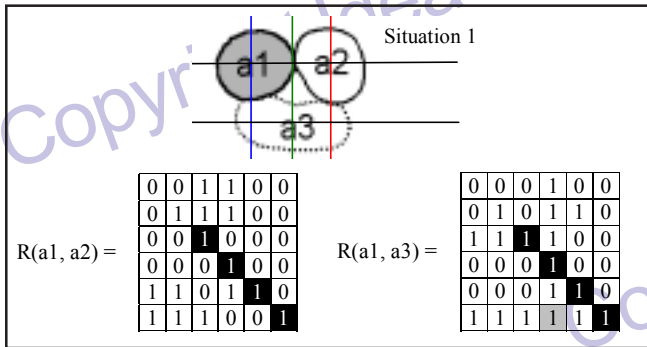 Situation 1
a1 a2
a3
Copyri
R(a1, a2) =
0 0 1 1 0 0
0 1 1 1 0 0
0 0 1 0 0 0
0 0 0 1 0 0
1 1 0 1 1 0
1 1 1 0 0 1
R(a1, a3) =
0 0 0 1 0 0
0 1 0 1 1 0
1 1 1 1 0 0
0 0 0 1 0 0
0 0 0 1 1 0
1 1 1 1 1 1
Co